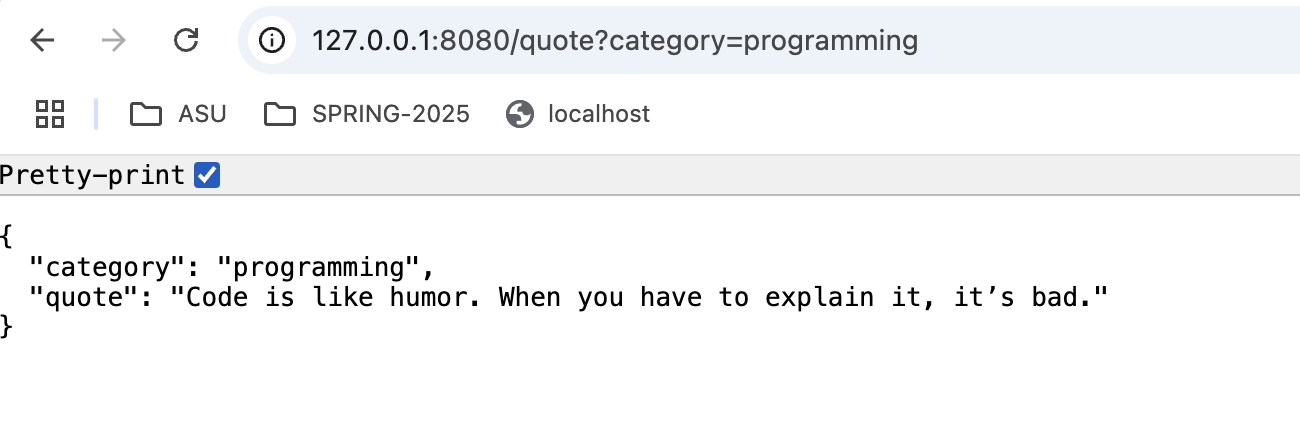 127.0.0.1:8080/quote?category=programming
ASU SPRING-2025 localhost
Pretty-print
{
  "category": "programming",
  "quote": "Code is like humor. When you have to explain it, it’s bad."
}